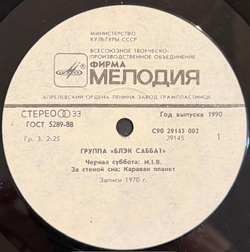 МИНИСТЕРСТВО
КУЛЬТУРЫ СССР
ВСЕСОЮЗНОЕ ТВОРЧЕСКО-
ПРОИЗВОДСТВЕННОЕ ОБЪЕДИНЕНИЕ
ФИРМА
МЕЛОДИЯ
АПРЕЛЕВСКИЙ ОРДЕНА ЛЕНИНА ЗАВОД ГРАМПЛАСТИНОК
СТЕРЕО 33
Год выпуска 1990
ГОСТ 5289-88
С90 29145 002
Гр. 3. 2-25
29145
1
ГРУППА «БЛЭК САББАТ»
Черная суббота; N.I.B.
За стеной сна; Караван планет
Записи 1970 г.